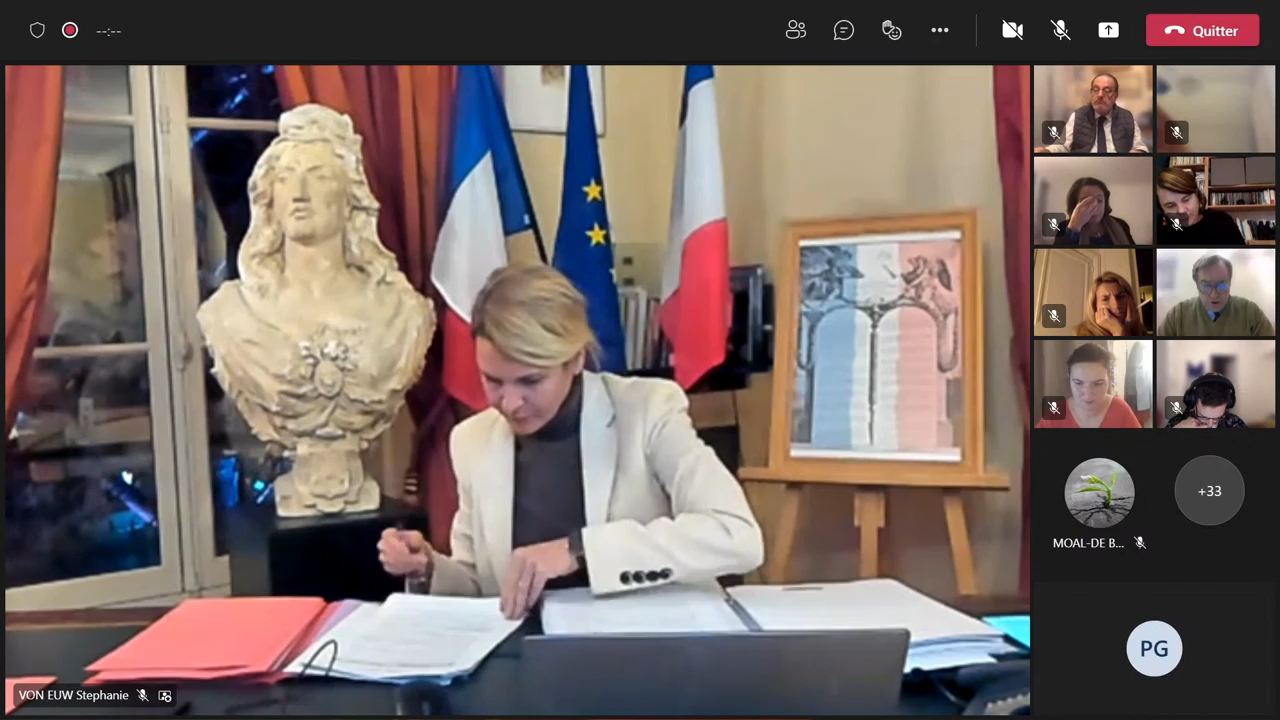 --:--
Quitter
VON EUW Stephanie
MOAL-DE B...
+33
PG